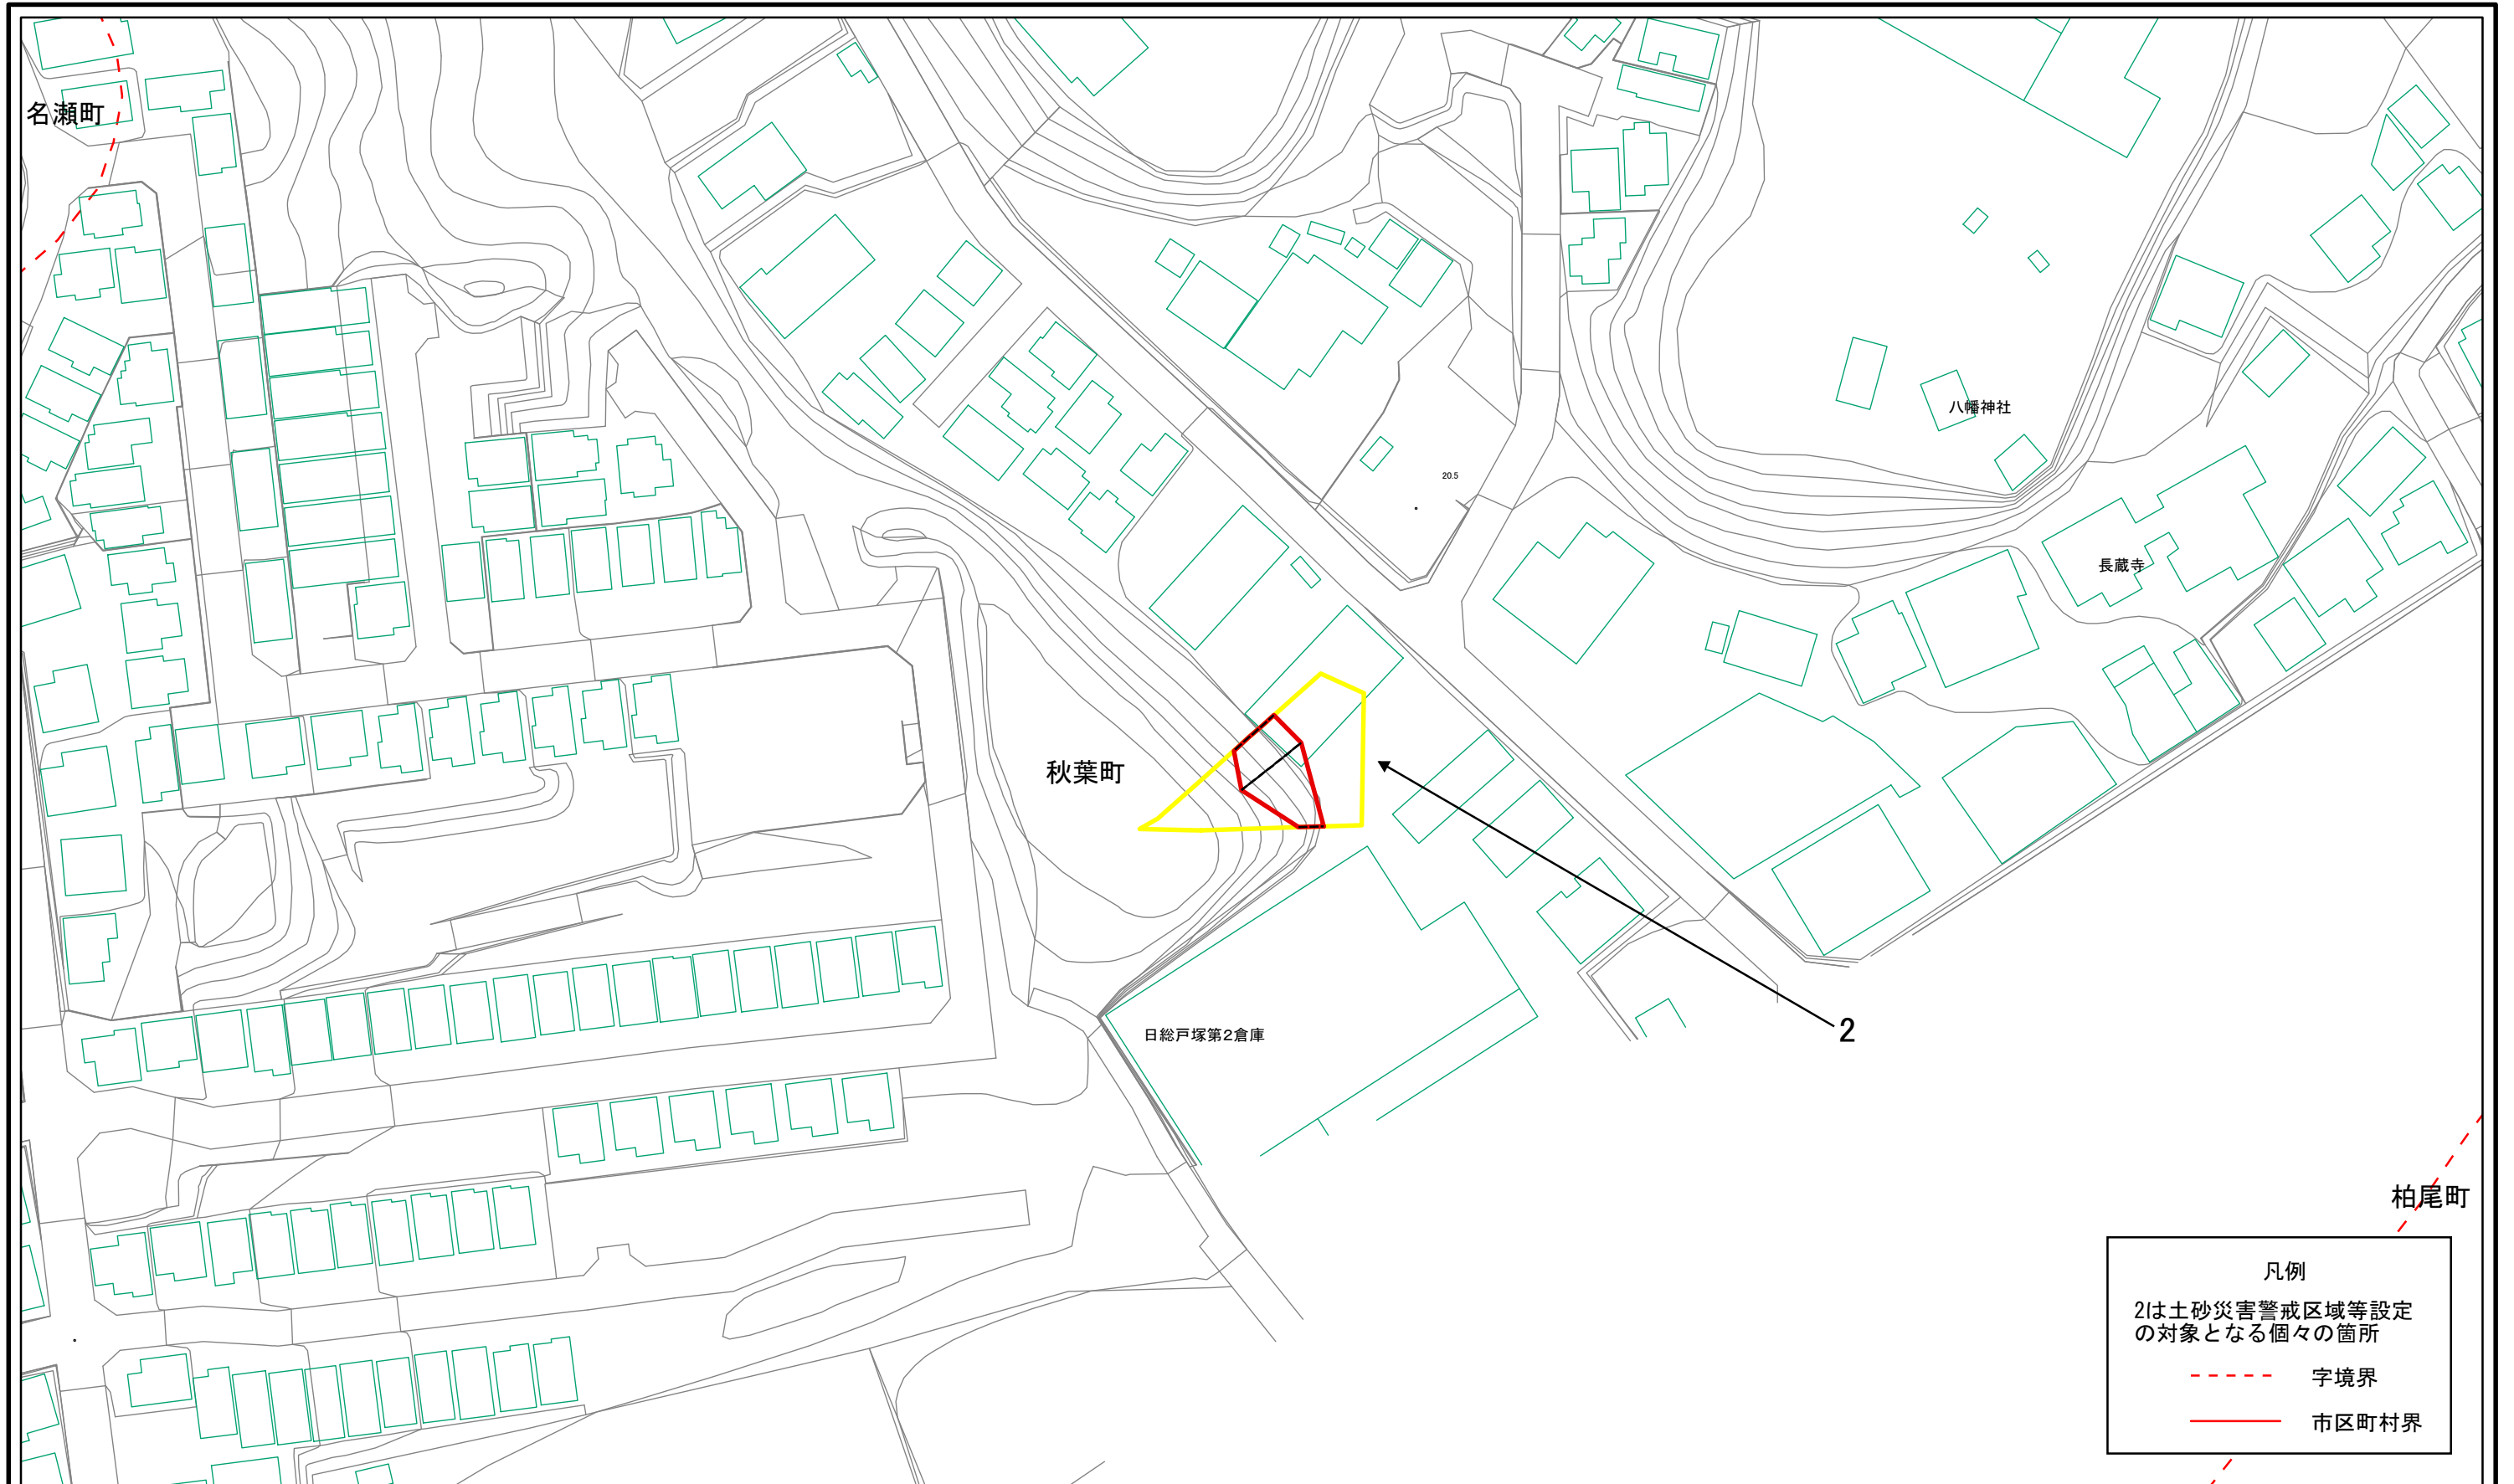 名瀬町
八幡神社
20.5
長蔵寺
秋葉町
日総戸塚第2倉庫
2
柏尾町
凡例
2は土砂災害警戒区域等設定
の対象となる個々の箇所
字境界
市区町村界